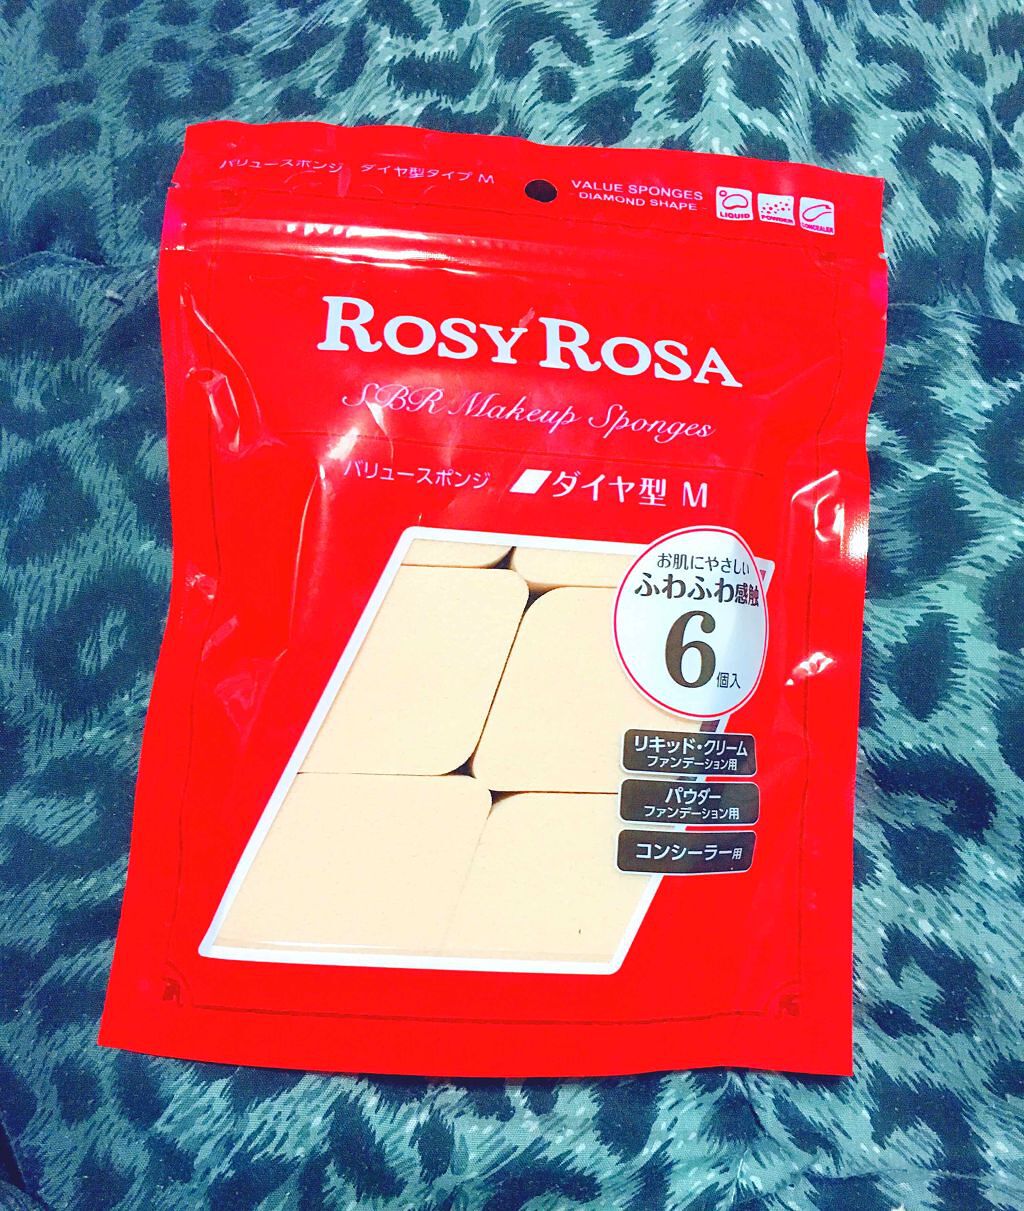 バリュースポンジ ダイヤ型タイプ M
VALUE SPONGES
DIAMOND SHAPE
LIQUID
POWDER
CONCEALER
ROSY ROSA
SBR Makeup Sponges
バリュースポンジ ダイヤ型 M
お肌にやさしい
ふわふわ感触
6個入
リキッド・クリーム
ファンデーション用
パウダー
ファンデーション用
コンシーラー用